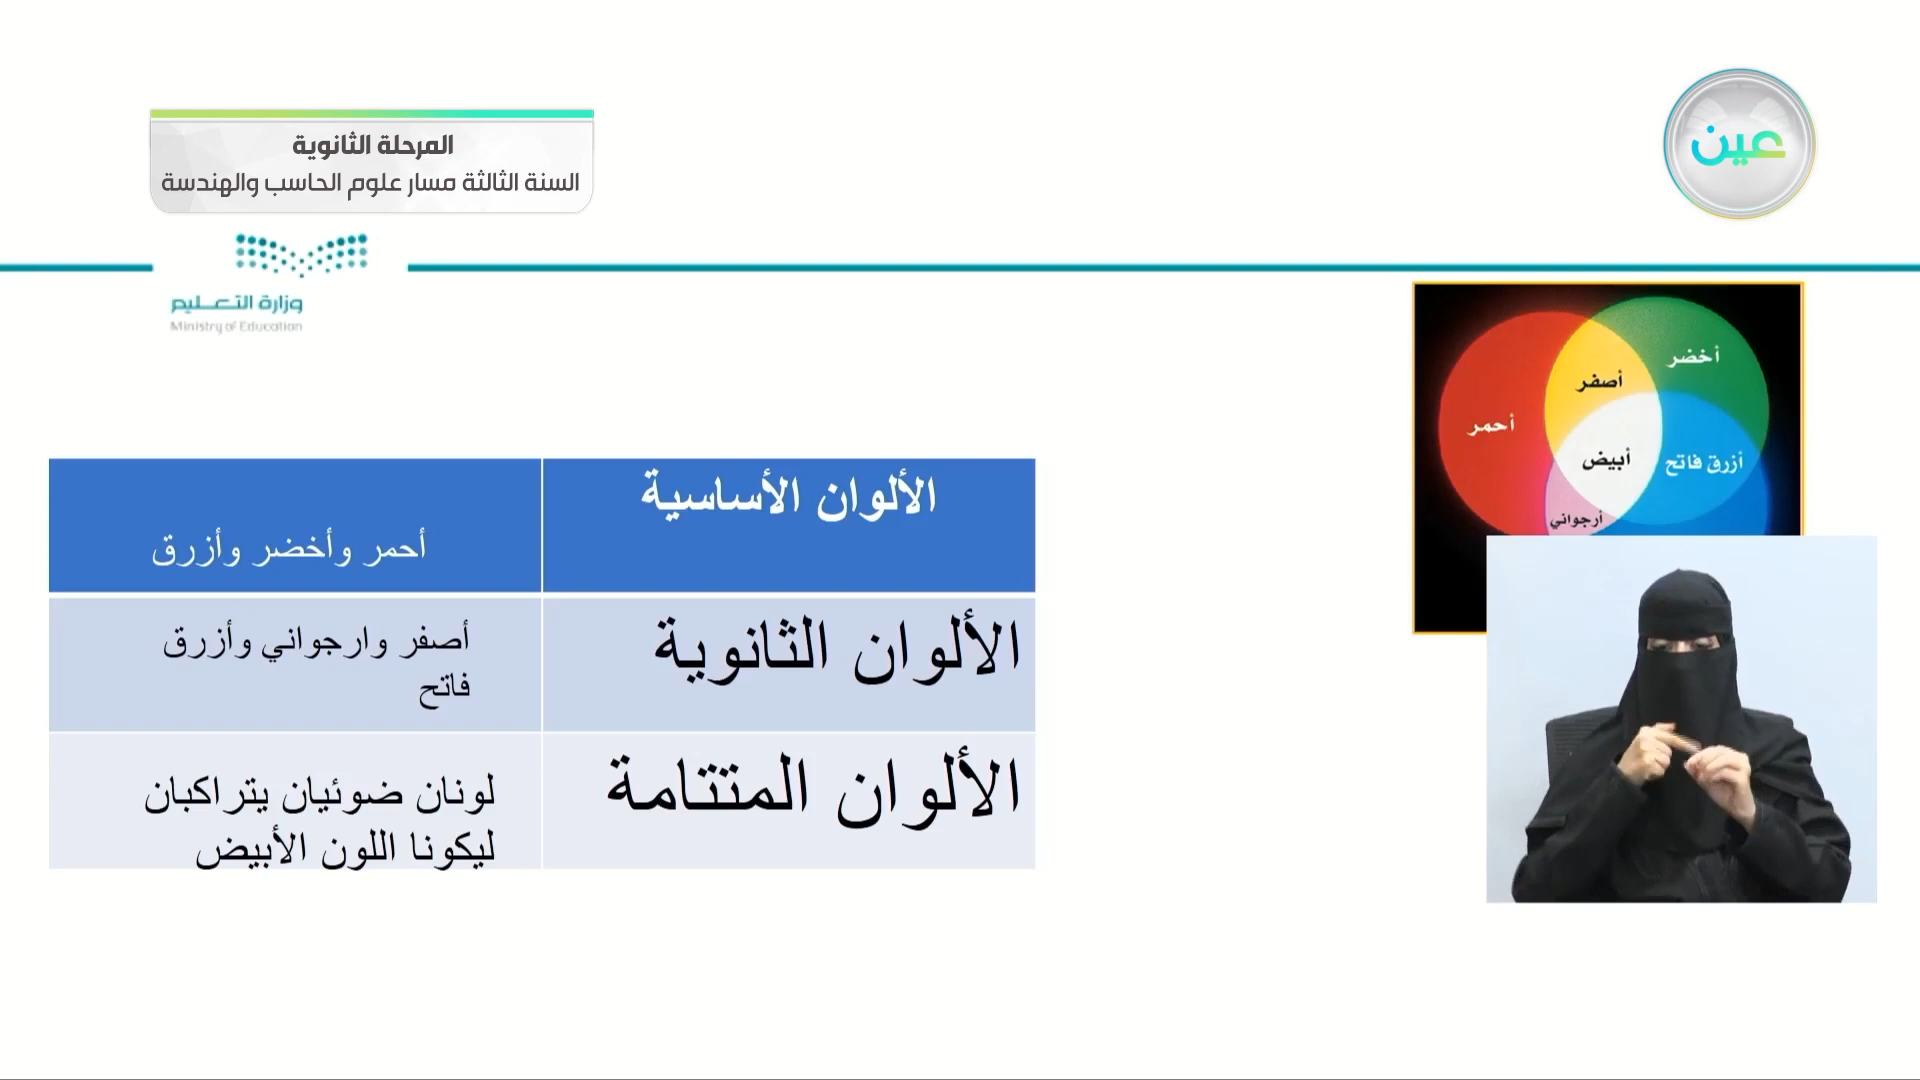 المرحلة الثانوية
السنة الثالثة مسار علوم الحاسب والهندسة
عين
وزارة التعليم
Ministry of Education
أخضر
أصفر
أحمر
أبيض
أزرق فاتح
أرجواني
الألوان الأساسية
أحمر وأخضر وأزرق
الألوان الثانوية
أصفر وارجواني وأزرق
فاتح
الألوان المتتامة
لونان ضوئيان يتراكبان
ليكونا اللون الأبيض